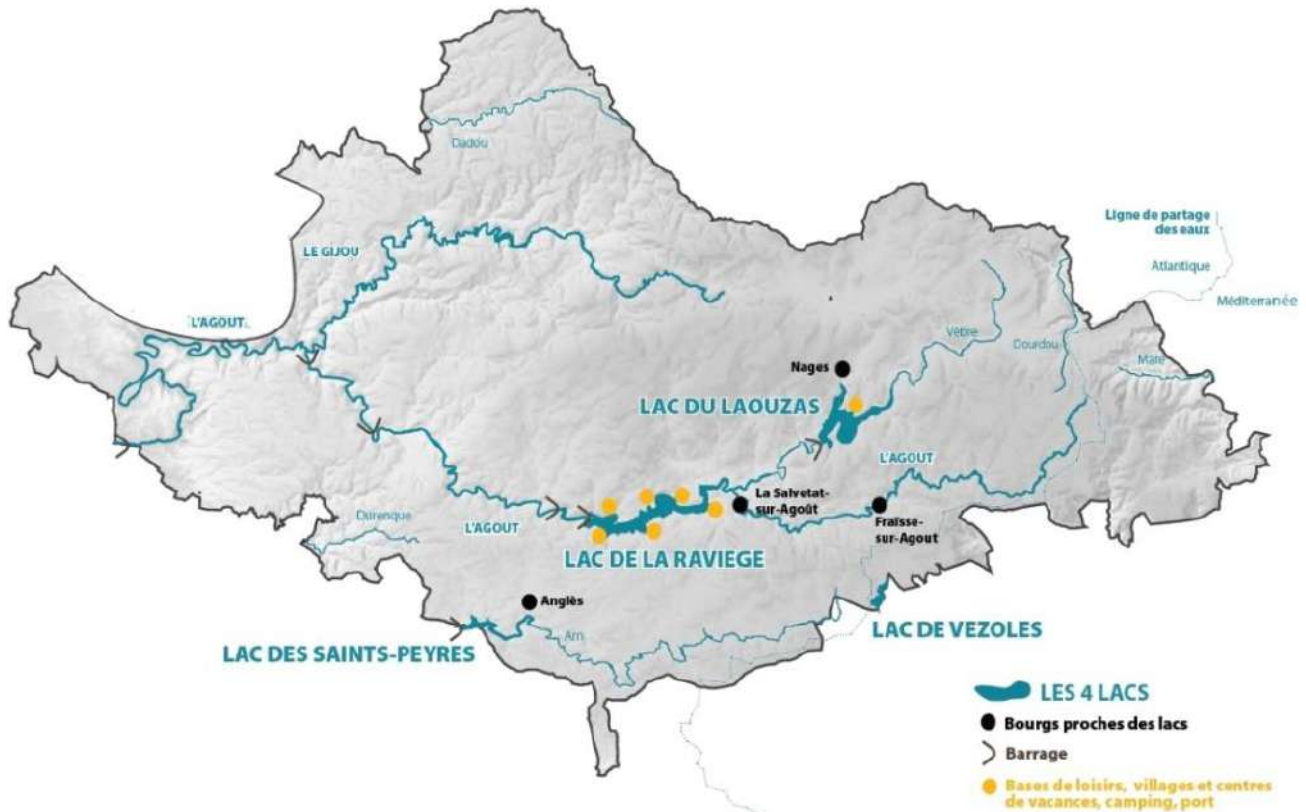 Dadou
Ligne de partage
des eaux
Atlantique
Méditerranée
LE GIJOU
L'AGOUT
Vèbre
Dourdou
Mare
Nages
LAC DU LAOUZAS
L'AGOUT
La Salvetat-
sur-Agoût
Fraïsse-
sur-Agout
Durenque
L'AGOUT
LAC DE LA RAVIEGE
Anglès
Arn
LAC DES SAINTS-PEYRES
LAC DE VEZOLES
LES 4 LACS
Bourgs proches des lacs
Barrage
Bases de loisirs, villages et centres
de vacances, camping, port